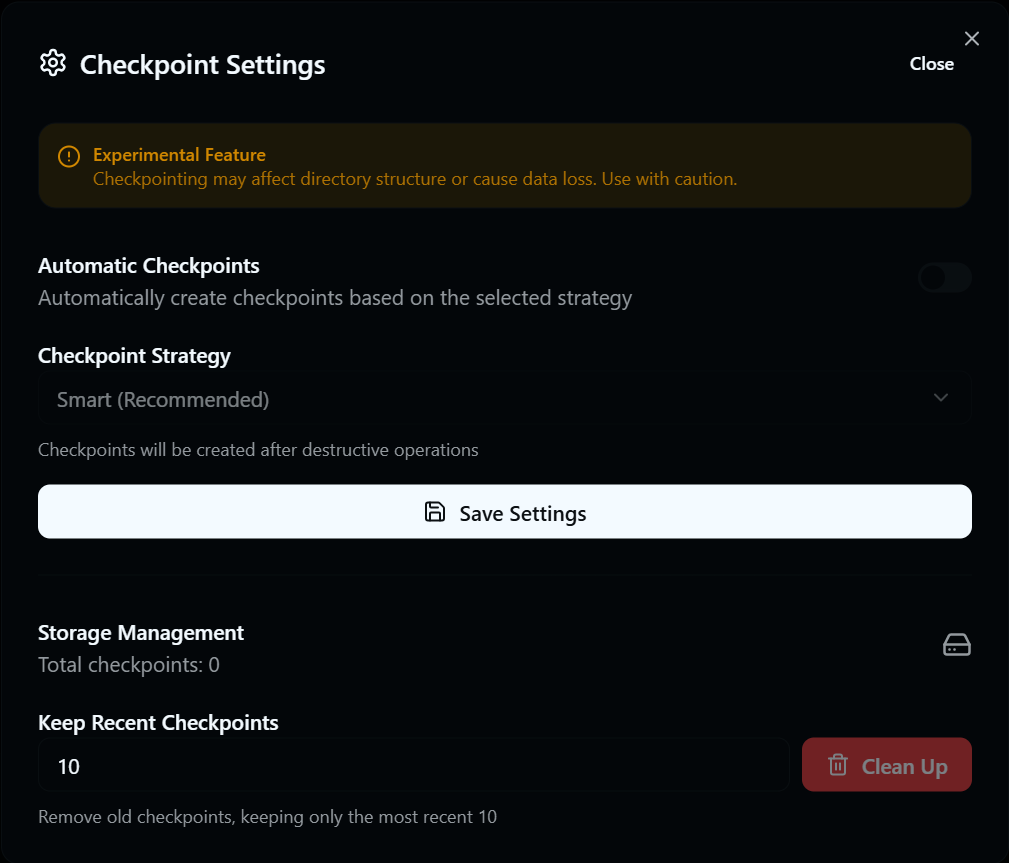 Checkpoint Settings
Close
Experimental Feature
Checkpointing may affect directory structure or cause data loss. Use with caution.
Automatic Checkpoints
Automatically create checkpoints based on the selected strategy
Checkpoint Strategy
Smart (Recommended)
Checkpoints will be created after destructive operations
Save Settings
Storage Management
Total checkpoints: 0
Keep Recent Checkpoints
10
Clean Up
Remove old checkpoints, keeping only the most recent 10